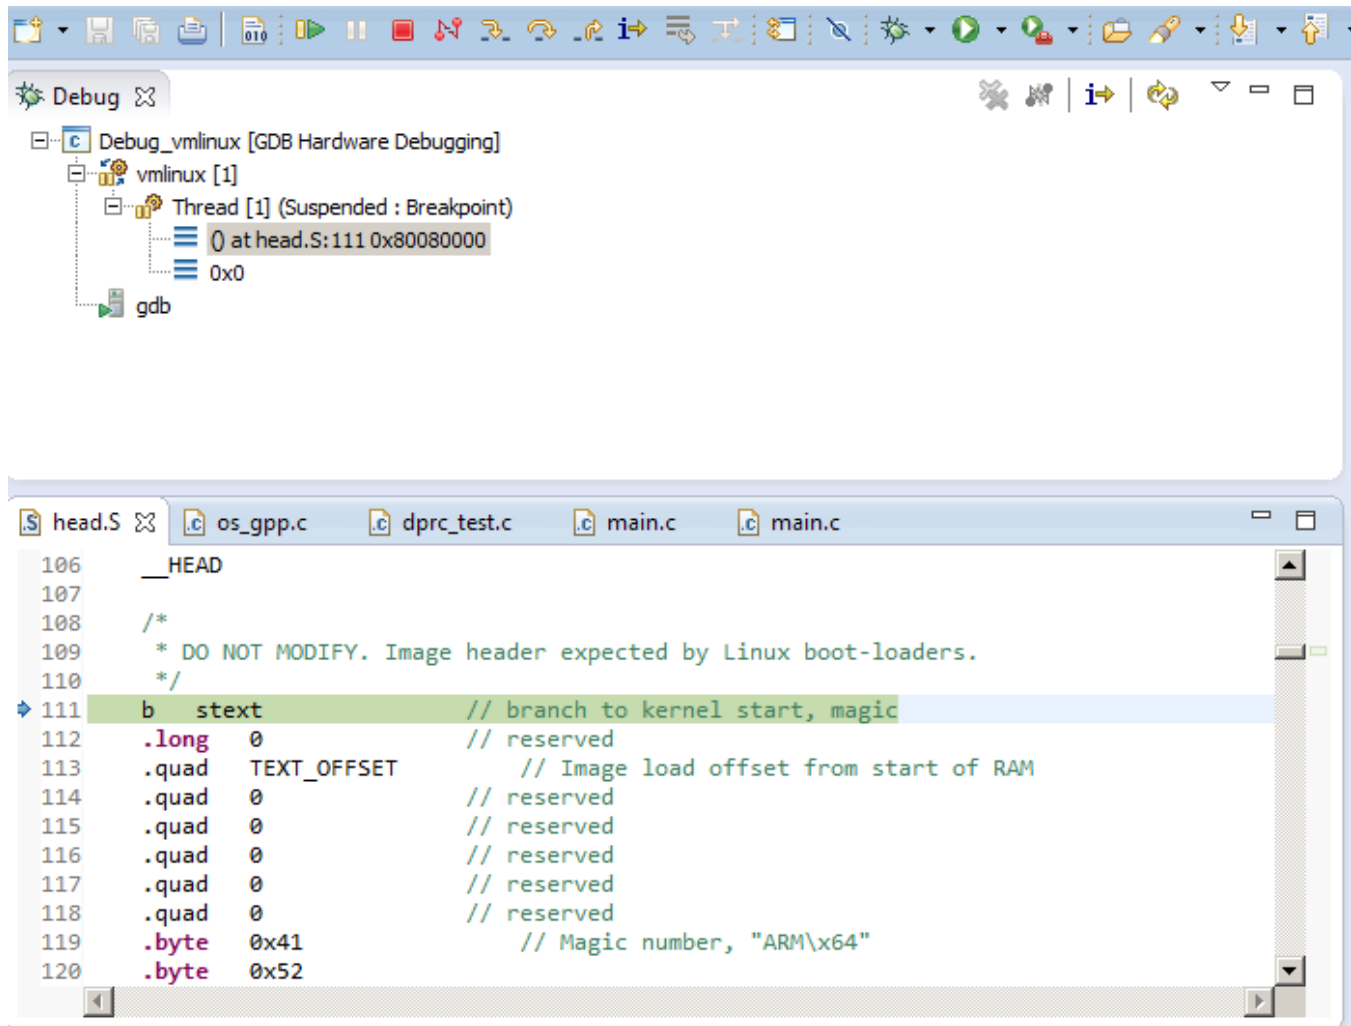 010
Debug
Debug_vmlinux [GDB Hardware Debugging]
vmlinux [1]
Thread [1] (Suspended : Breakpoint)
() at head.S:111 0x80080000
0x0
gdb
head.S os_gpp.c dprc_test.c main.c main.c
106 __HEAD
107
108 /*
109 * DO NOT MODIFY. Image header expected by Linux boot-loaders.
110 */
111 b stext // branch to kernel start, magic
112 .long 0 // reserved
113 .quad TEXT_OFFSET // Image load offset from start of RAM
114 .quad 0 // reserved
115 .quad 0 // reserved
116 .quad 0 // reserved
117 .quad 0 // reserved
118 .quad 0 // reserved
119 .byte 0x41 // Magic number, "ARM\x64"
120 .byte 0x52